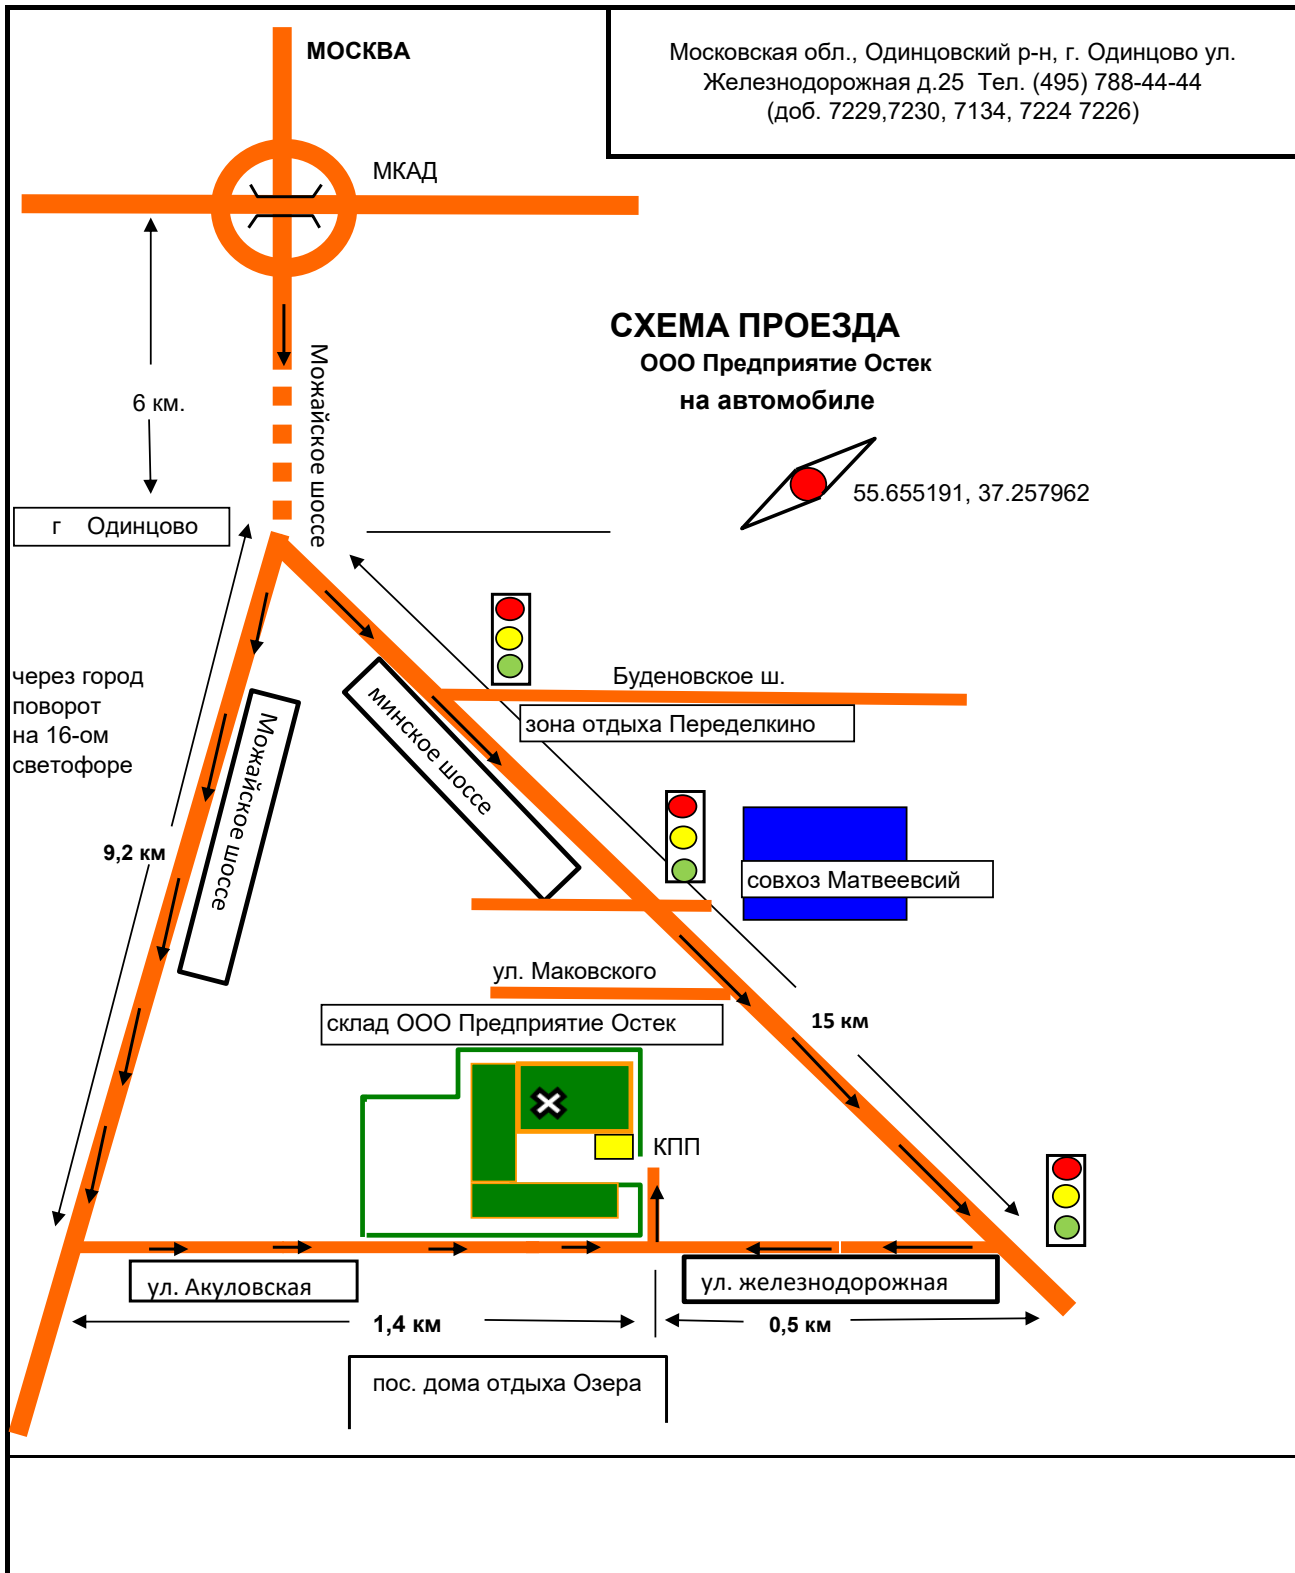 МОСКВА
Московская обл., Одинцовский р-н, г. Одинцово ул.
Железнодорожная д.25  Тел. (495) 788-44-44
(доб. 7229,7230, 7134, 7224 7226)
МКАД
СХЕМА ПРОЕЗДА
ООО Предприятие Остек
на автомобиле
Можайское шоссе
6 км.
55.655191, 37.257962
г    Одинцово
через город
поворот
на 16-ом
светофоре
Буденовское ш.
минское шоссе
зона отдыха Переделкино
Можайское шоссе
9,2 км
совхоз Матвеевсий
ул. Маковского
15 км
склад ООО Предприятие Остек
КПП
ул. Акуловская
ул. железнодорожная
1,4 км
0,5 км
пос. дома отдыха Озера